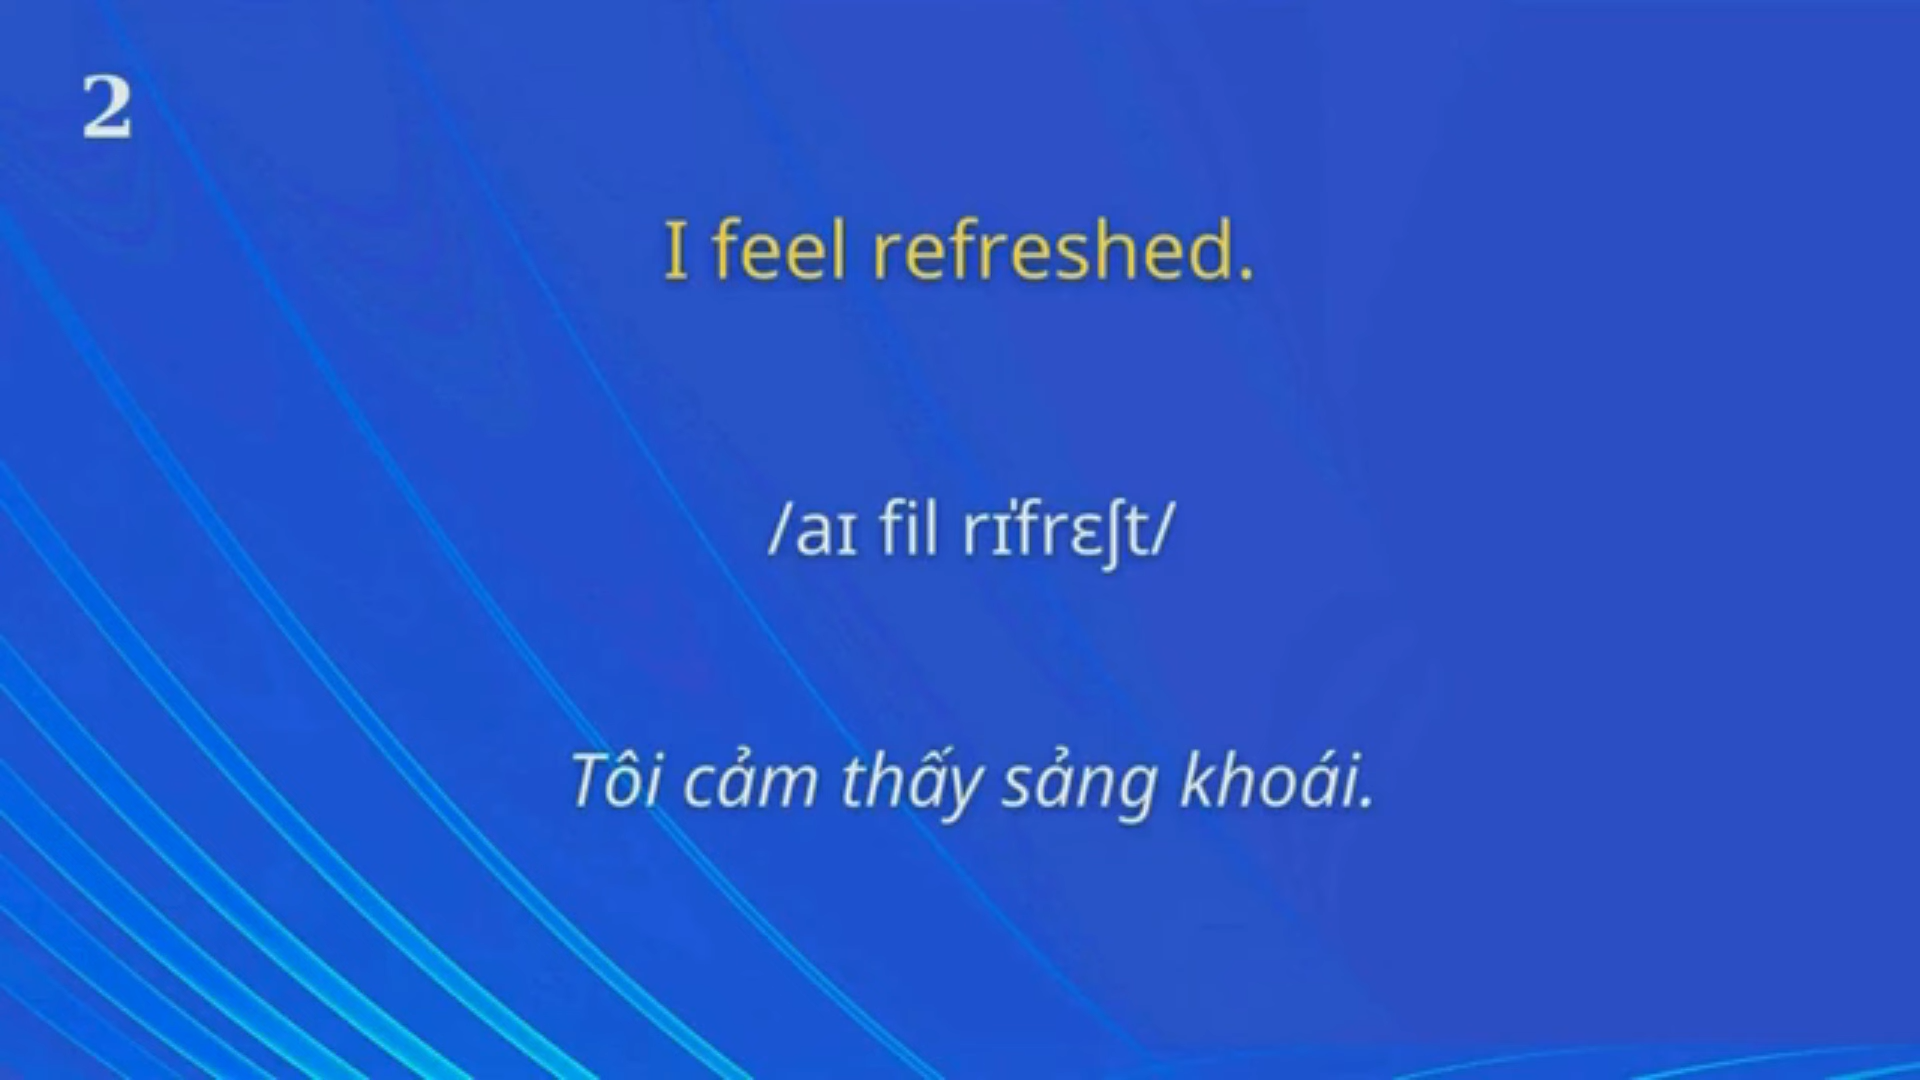 2
I feel refreshed.
/aɪ fil rɪˈfrɛʃt/
Tôi cảm thấy sảng khoái.